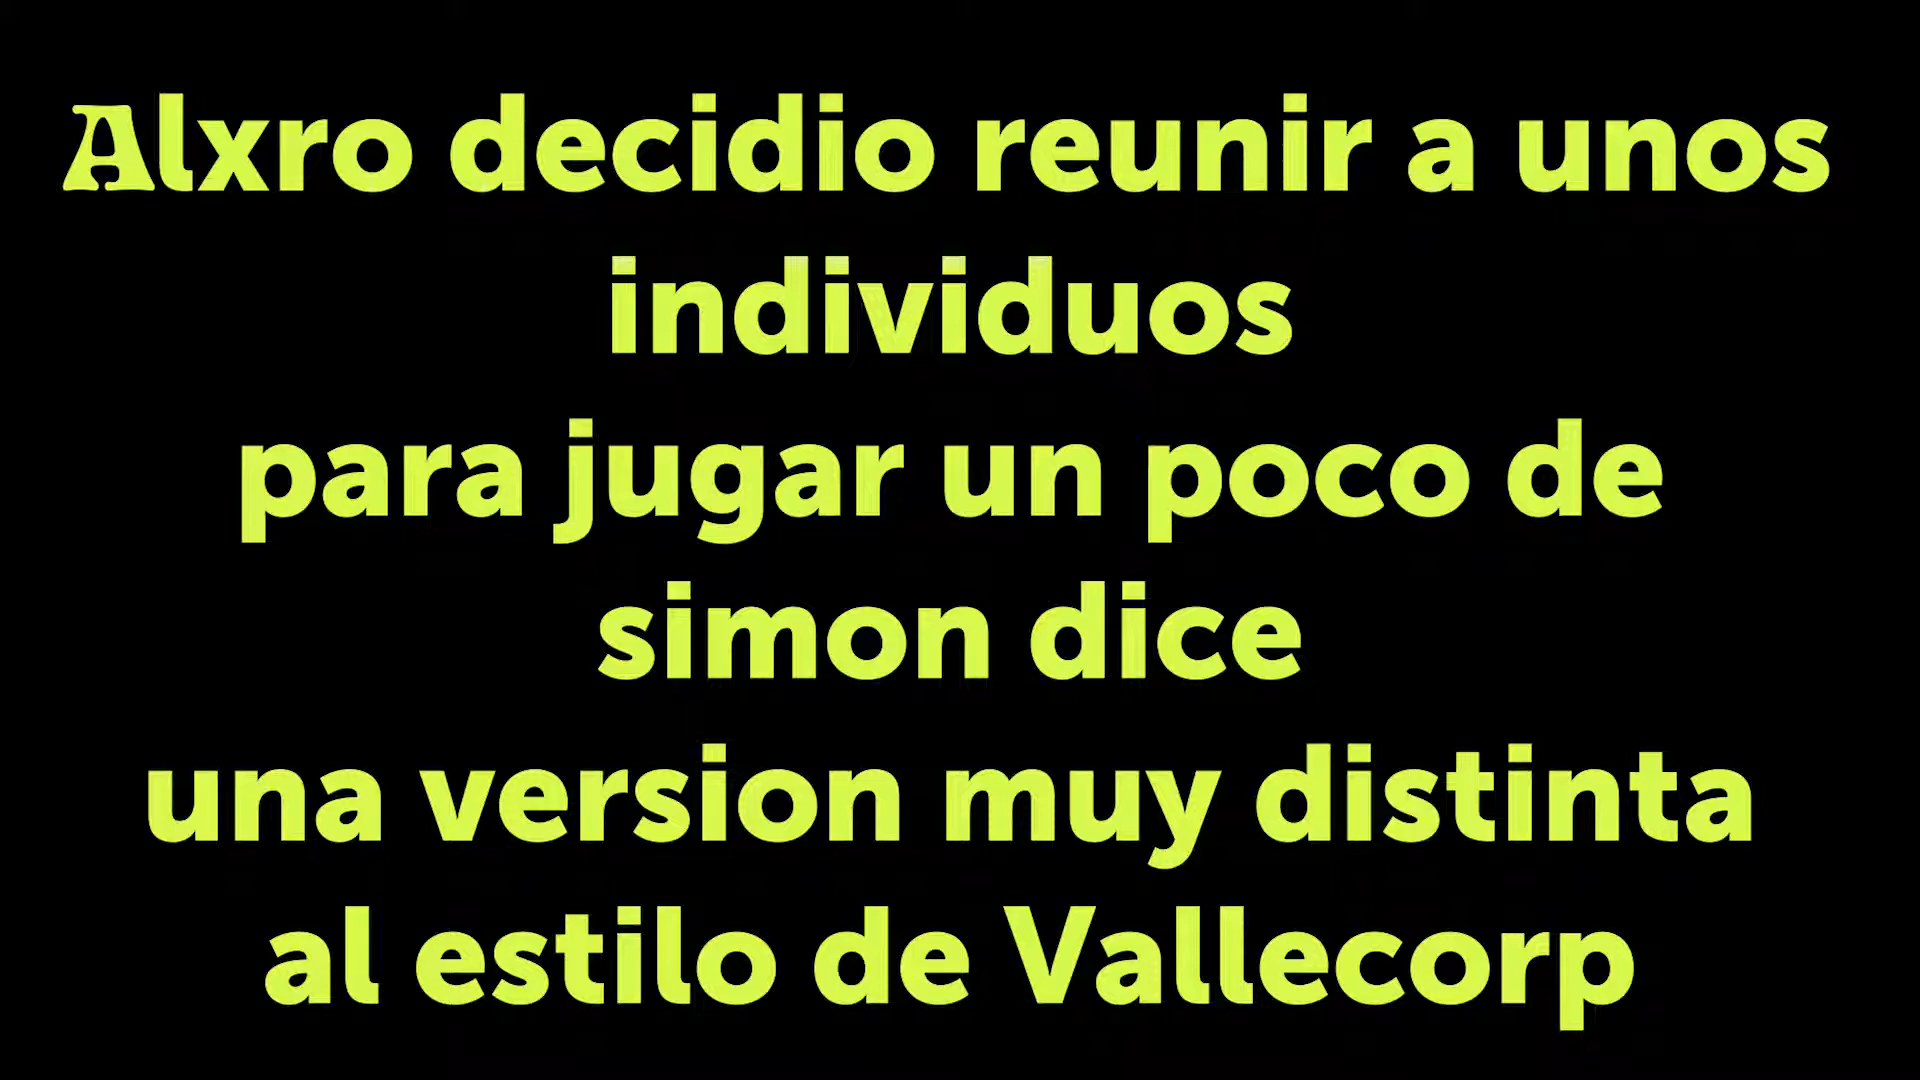 Alxro decidio reunir a unos
individuos
para jugar un poco de
simon dice
una version muy distinta
al estilo de Vallecorp